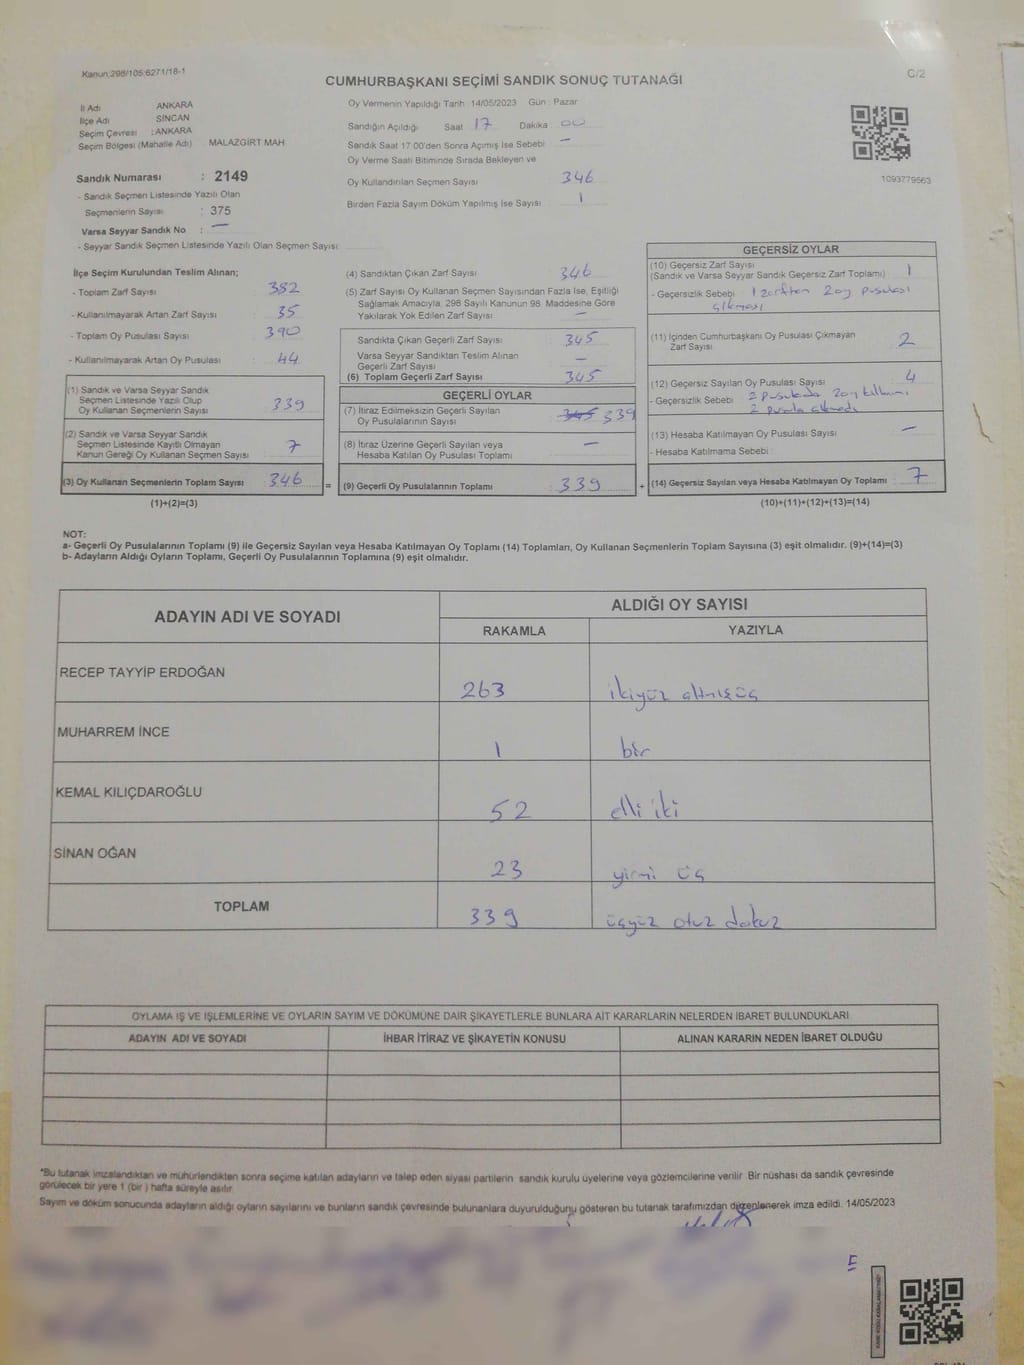 Kanun:298/105;6271/18-1
CUMHURBAŞKANI SEÇİMİ SANDIK SONUÇ TUTANAĞI
C/2
İl Adı ANKARA
İlçe Adı SİNCAN
Seçim Çevresi : ANKARA
Seçim Bölgesi (Mahalle Adı) MALAZGİRT MAH
Sandık Numarası : 2149
- Sandık Seçmen Listesinde Yazılı Olan
Seçmenlerin Sayısı : 375
Varsa Seyyar Sandık No : —
- Seyyar Sandık Seçmen Listesinde Yazılı Olan Seçmen Sayısı
Oy Vermenin Yapıldığı Tarih 14/05/2023 Gün : Pazar
Sandığın Açıldığı Saat 17 Dakika 00
Sandık Saat 17:00'den Sonra Açımış İse Sebebi —
Oy Verme Saati Bitiminde Sırada Bekleyen ve
Oy Kullandırılan Seçmen Sayısı 346
Birden Fazla Sayım Döküm Yapılmış İse Sayısı 1
1093779563
İlçe Seçim Kurulundan Teslim Alınan;
- Toplam Zarf Sayısı 382
- Kullanılmayarak Artan Zarf Sayısı 35
- Toplam Oy Pusulası Sayısı 390
- Kullanılmayarak Artan Oy Pusulası 44
(1) Sandık ve Varsa Seyyar Sandık
Seçmen Listesinde Yazılı Olup
Oy Kullanan Seçmenlerin Sayısı 339
(2) Sandık ve Varsa Seyyar Sandık
Seçmen Listesinde Kayıtlı Olmayan
Kanun Gereği Oy Kullanan Seçmen Sayısı 7
(3) Oy Kullanan Seçmenlerin Toplam Sayısı 346
(1)+(2)=(3)
(4) Sandıktan Çıkan Zarf Sayısı 346
(5) Zarf Sayısı Oy Kullanan Seçmen Sayısından Fazla İse, Eşitliği
Sağlamak Amacıyla, 298 Sayılı Kanunun 98. Maddesine Göre
Yakılarak Yok Edilen Zarf Sayısı —
Sandıkta Çıkan Geçerli Zarf Sayısı 345
Varsa Seyyar Sandıktan Teslim Alınan
Geçerli Zarf Sayısı —
(6) Toplam Geçerli Zarf Sayısı 345
GEÇERLİ OYLAR
(7) İtiraz Edilmeksizin Geçerli Sayılan
Oy Pusulalarının Sayısı 345 339
(8) İtiraz Üzerine Geçerli Sayılan veya
Hesaba Katılan Oy Pusulası Toplamı —
= (9) Geçerli Oy Pusulalarının Toplamı 339 +
GEÇERSİZ OYLAR
(10) Geçersiz Zarf Sayısı
(Sandık ve Varsa Seyyar Sandık Geçersiz Zarf Toplamı) 1
- Geçersizlik Sebebi 1 zarftan 2 oy pusulası
çıkması
(11) İçinden Cumhurbaşkanı Oy Pusulası Çıkmayan
Zarf Sayısı 2
(12) Geçersiz Sayılan Oy Pusulası Sayısı 4
- Geçersizlik Sebebi 2 pusulada 2 oy
2 pusula
(13) Hesaba Katılmayan Oy Pusulası Sayısı —
- Hesaba Katılmama Sebebi
(14) Geçersiz Sayılan veya Hesaba Katılmayan Oy Toplamı 7
(10)+(11)+(12)+(13)=(14)
NOT:
a- Geçerli Oy Pusulalarının Toplamı (9) ile Geçersiz Sayılan veya Hesaba Katılmayan Oy Toplamı (14) Toplamları, Oy Kullanan Seçmenlerin Toplam Sayısına (3) eşit olmalıdır. (9)+(14)=(3)
b- Adayların Aldığı Oyların Toplamı, Geçerli Oy Pusulalarının Toplamına (9) eşit olmalıdır.
ADAYIN ADI VE SOYADI ALDIĞI OY SAYISI
RAKAMLA YAZIYLA
RECEP TAYYİP ERDOĞAN 263 ikiyüz altmışüç
MUHARREM İNCE 1 bir
KEMAL KILIÇDAROĞLU 52 elli iki
SİNAN OĞAN 23 yirmi üç
TOPLAM 339 üçyüz otuz dokuz
OYLAMA İŞ VE İŞLEMLERİNE VE OYLARIN SAYIM VE DÖKÜMÜNE DAİR ŞİKAYETLERLE BUNLARA AİT KARARLARIN NELERDEN İBARET BULUNDUKLARI
ADAYIN ADI VE SOYADI İHBAR İTİRAZ VE ŞİKAYETİN KONUSU ALINAN KARARIN NEDEN İBARET OLDUĞU
*Bu tutanak imzalandıktan ve mühürlendikten sonra seçime katılan adayların ve talep eden siyasi partilerin sandık kurulu üyelerine veya gözlemcilerine verilir. Bir nüshası da sandık çevresinde
görülecek bir yere 1 (bir) hafta süreyle asılır.
Sayım ve döküm sonucunda adayların aldığı oyların sayılarını ve bunların sandık çevresinde bulunanlara duyurulduğunu gösteren bu tutanak tarafımızdan düzenlenerek imza edildi. 14/05/2023